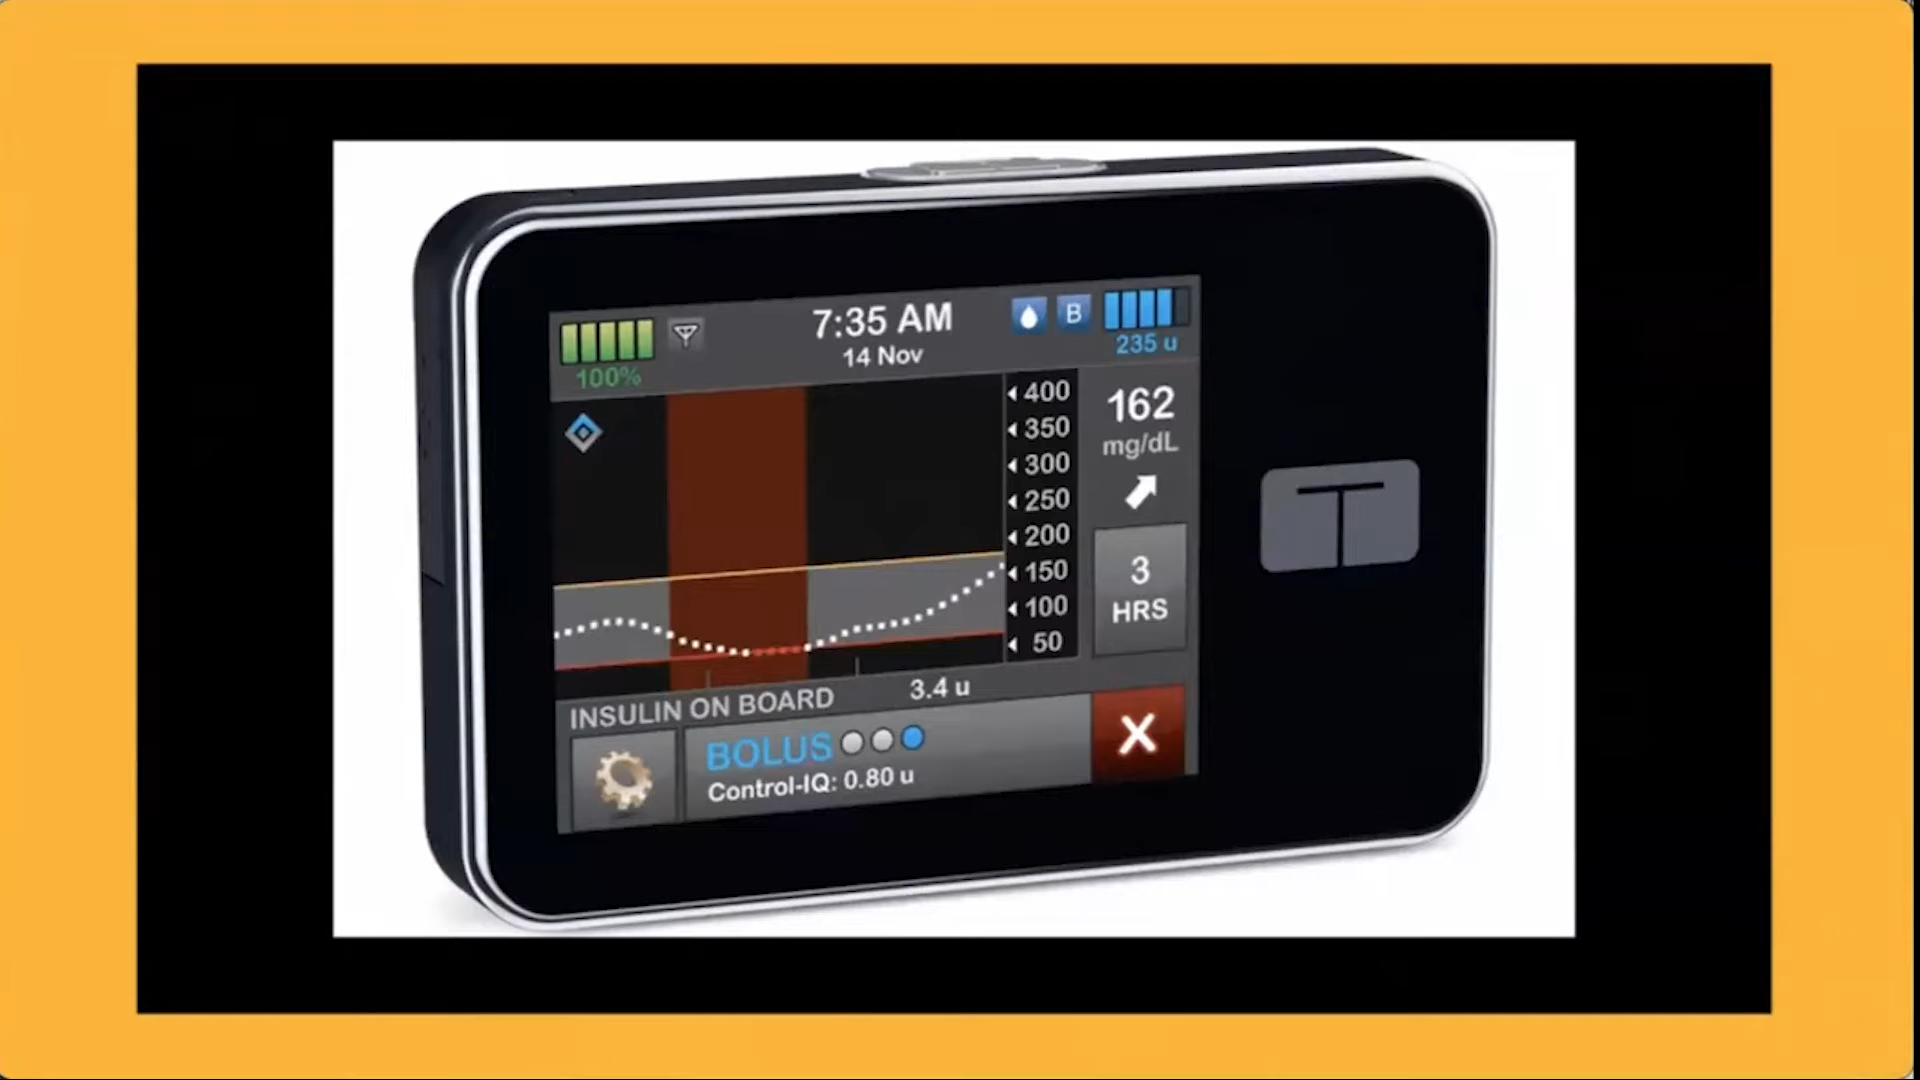 7:35 AM
14 Nov
100%
B
235 u
400
350
300
250
200
150
100
50
162
mg/dL
3
HRS
INSULIN ON BOARD 3.4 u
BOLUS
Control-IQ: 0.80 u
X
T